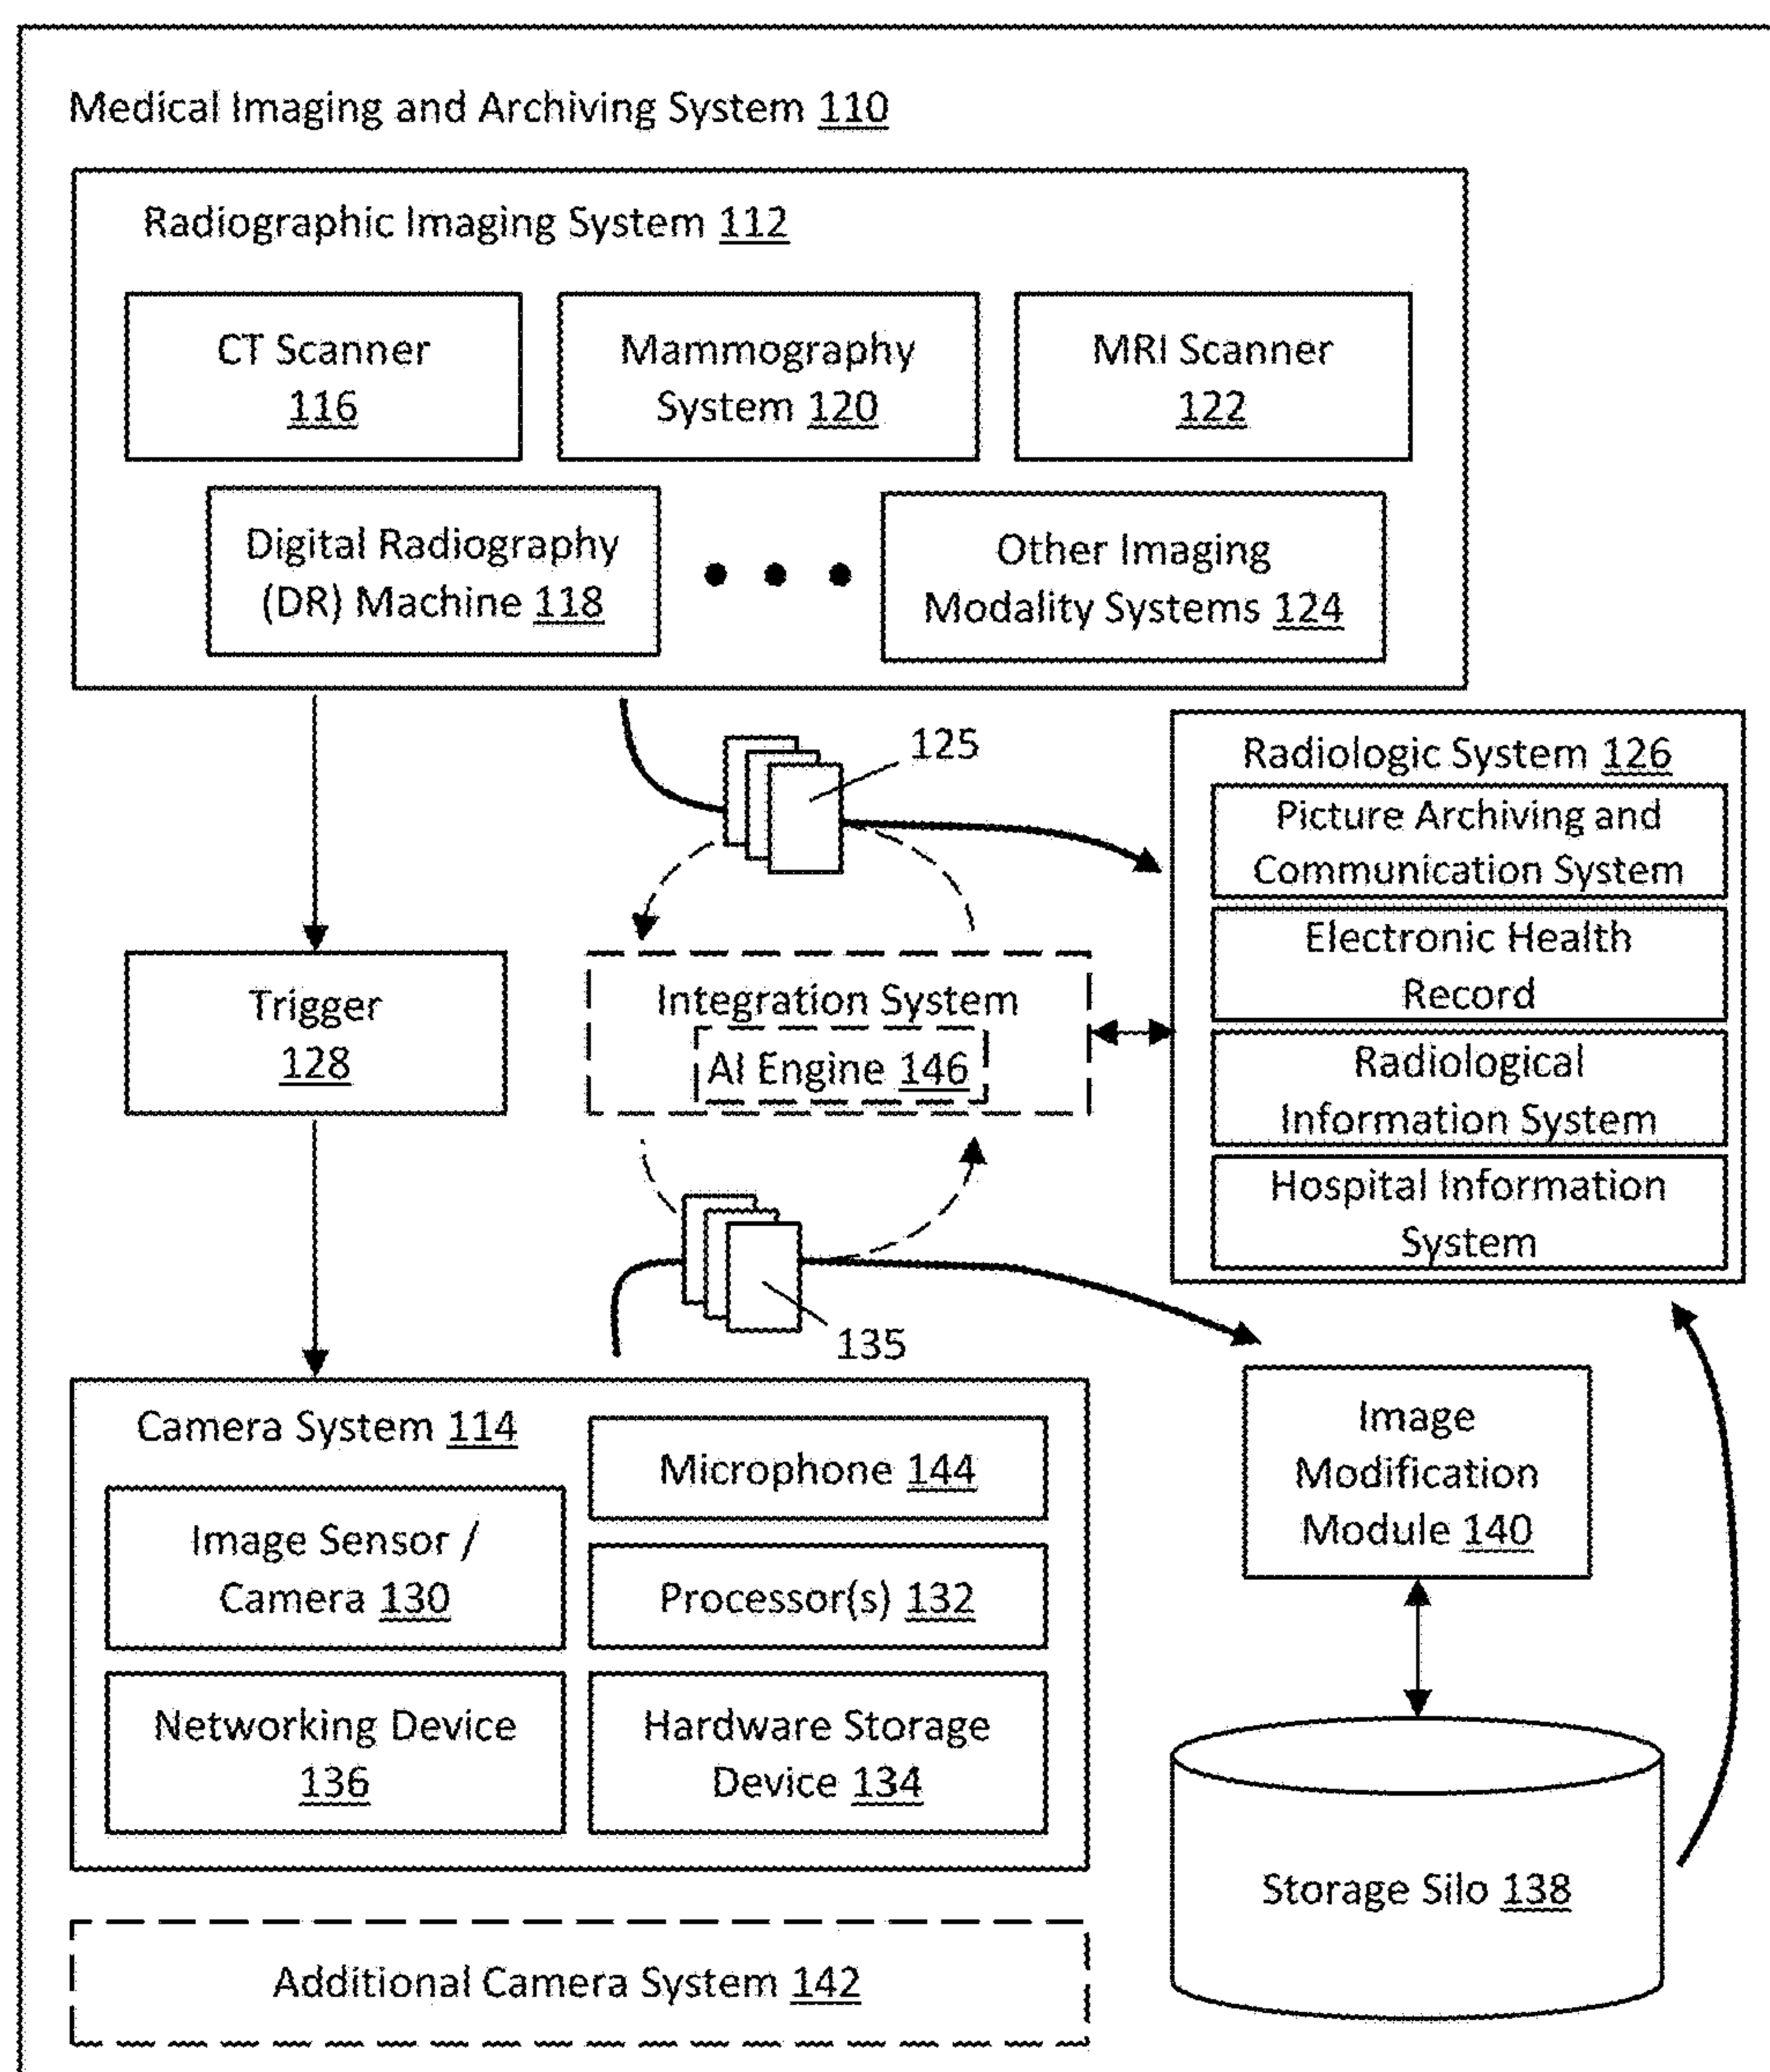 Medical Imaging and Archiving System 110
Radiographic Imaging System 112
CT Scanner
116
Mammography
System 120
MRI Scanner
122
Digital Radiography
(DR) Machine 118
Other Imaging
Modality Systems 124
125
Radiologic System 126
Picture Archiving and
Communication System
Electronic Health
Record
Radiological
Information System
Hospital Information
System
Trigger
128
Integration System
AI Engine 146
135
Camera System 114
Image Sensor /
Camera 130
Networking Device
136
Microphone 144
Processor(s) 132
Hardware Storage
Device 134
Image
Modification
Module 140
Storage Silo 138
Additional Camera System 142